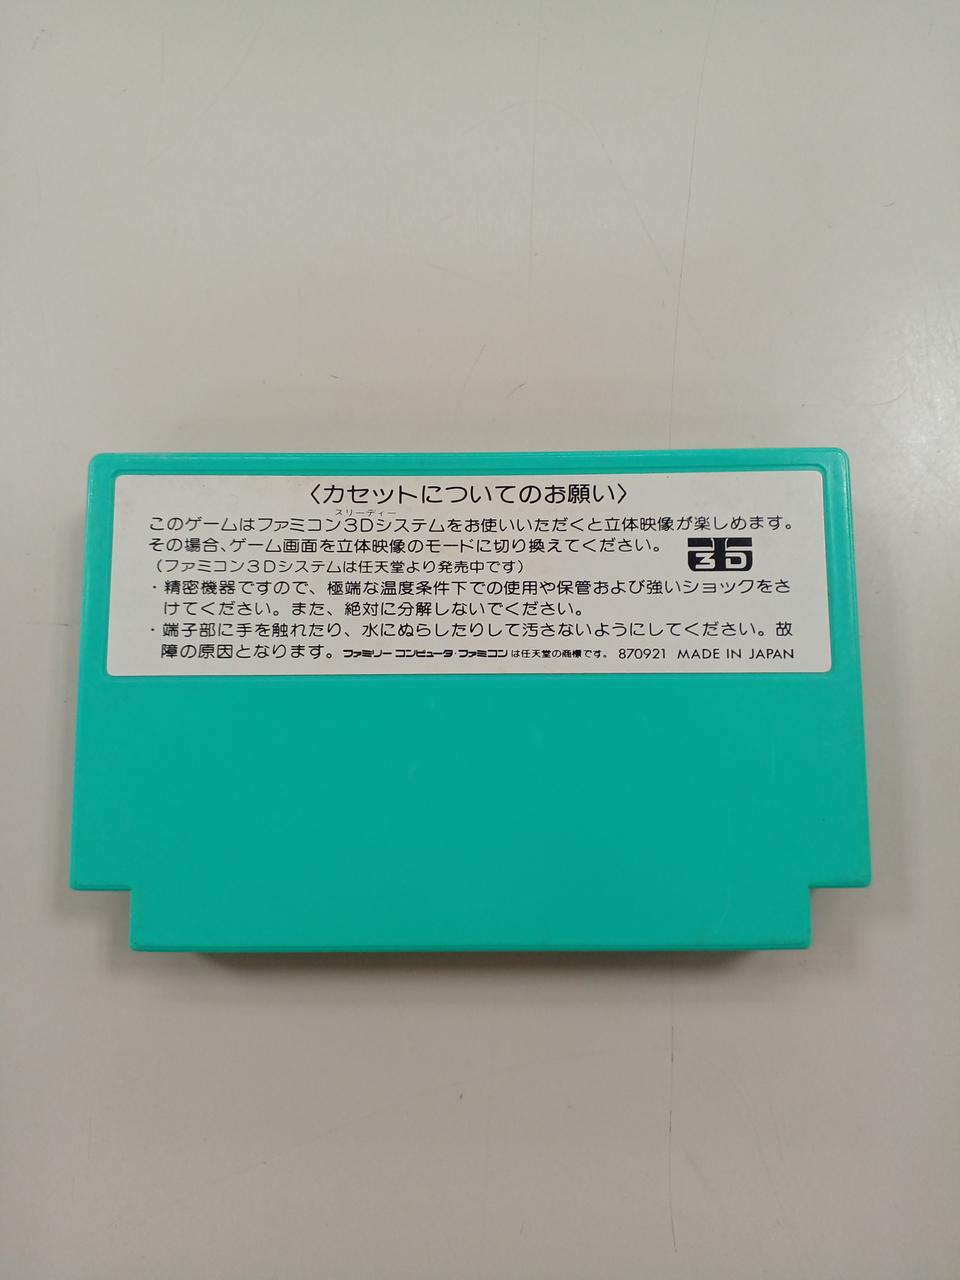 〈カセットについてのお願い〉
スリーディー
このゲームはファミコン3Dシステムをお使いいただくと立体映像が楽しめます。
その場合、ゲーム画面を立体映像のモードに切り換えてください。
3D
(ファミコン3Dシステムは任天堂より発売中です)
・精密機器ですので、極端な温度条件下での使用や保管および強いショックをさ
けてください。また、絶対に分解しないでください。
・端子部に手を触れたり、水にぬらしたりして汚さないようにしてください。故
障の原因となります。ファミリーコンピュータ・ファミコンは任天堂の商標です。 870921 MADE IN JAPAN